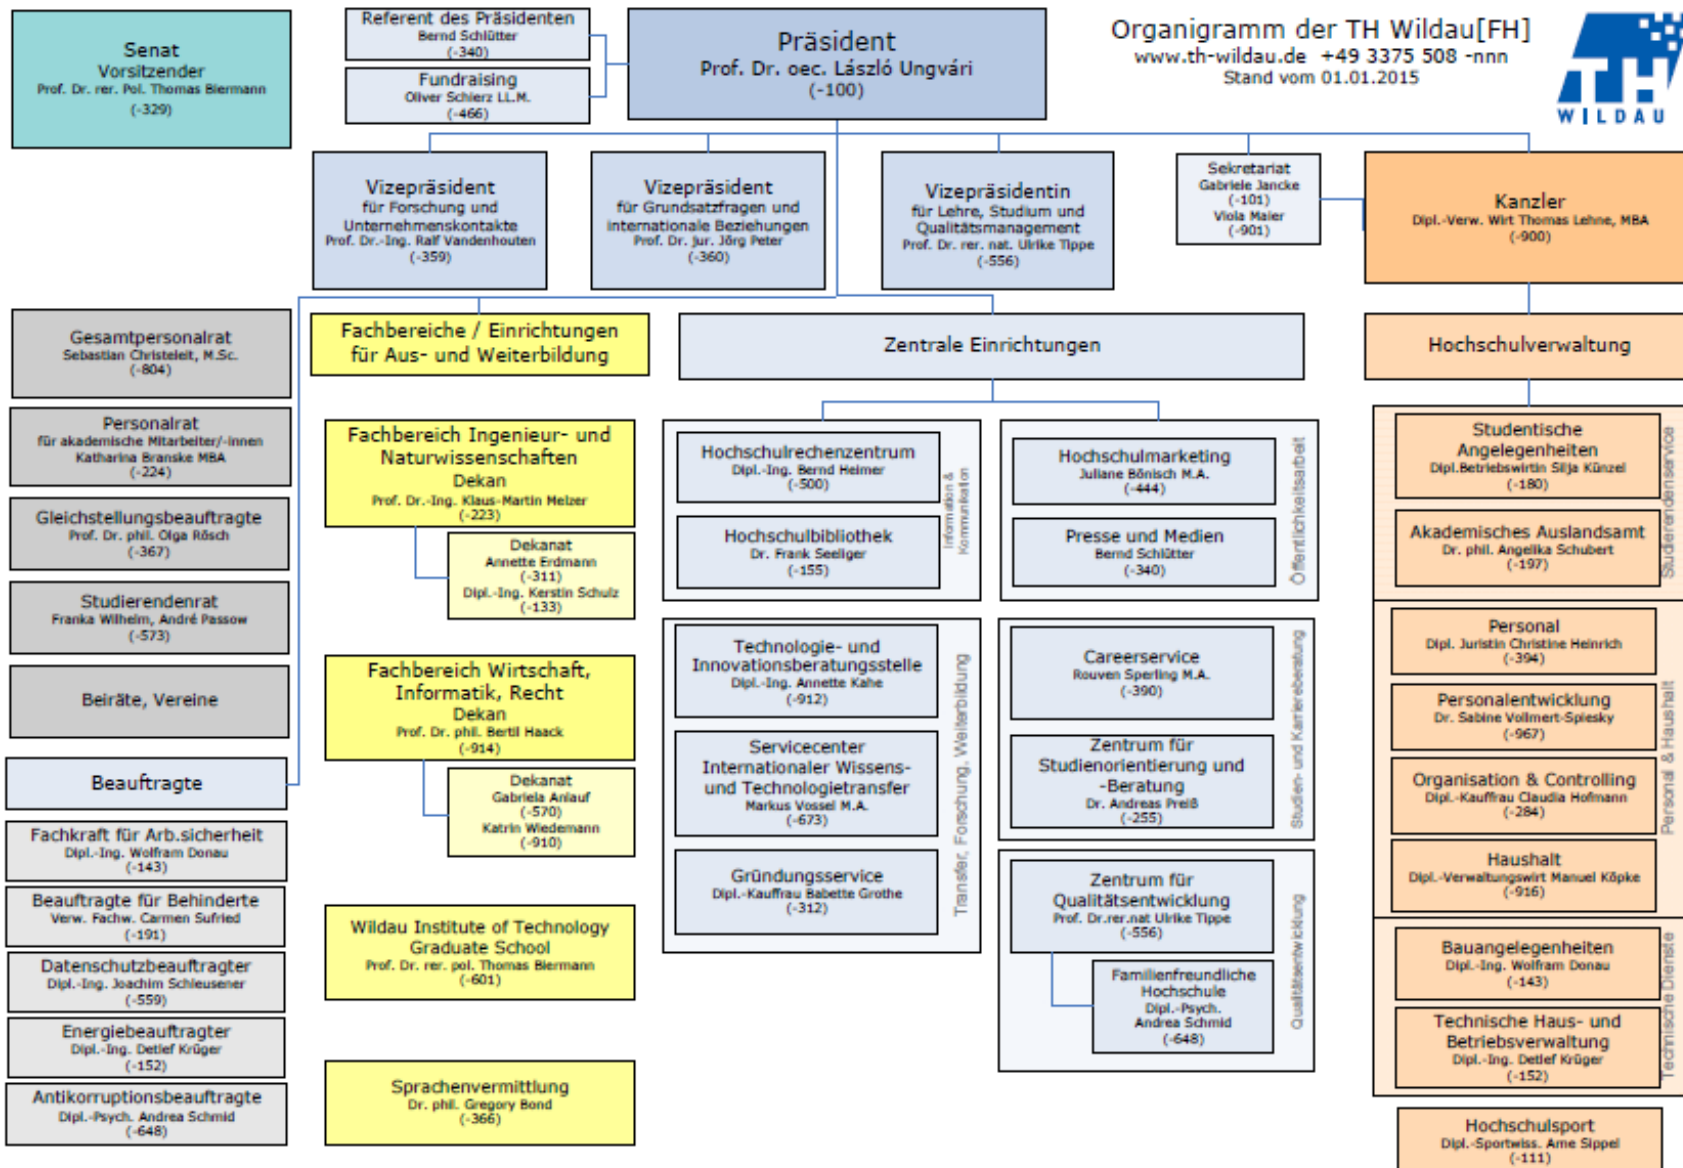 Senat
Vorsitzender
Prof. Dr. rer. Pol. Thomas Biermann
(-329)
Referent des Präsidenten
Bernd Schlütter
(-340)
Fundraising
Oliver Schierz LL.M.
(-466)
Präsident
Prof. Dr. oec. László Ungvári
(-100)
Organigramm der TH Wildau[FH]
www.th-wildau.de +49 3375 508 -nnn
Stand vom 01.01.2015
TH
WILDAU
Vizepräsident
für Forschung und
Unternehmenskontakte
Prof. Dr.-Ing. Ralf Vandenhouten
(-359)
Vizepräsident
für Grundsatzfragen und
internationale Beziehungen
Prof. Dr. jur. Jörg Peter
(-360)
Vizepräsidentin
für Lehre, Studium und
Qualitätsmanagement
Prof. Dr. rer. nat. Ulrike Tippe
(-556)
Sekretariat
Gabriele Jancke
(-101)
Viola Maier
(-901)
Kanzler
Dipl.-Verw. Wirt Thomas Lehne, MBA
(-900)
Gesamtpersonalrat
Sebastian Christeleit, M.Sc.
(-804)
Personalrat
für akademische Mitarbeiter/-innen
Katharina Branske MBA
(-224)
Gleichstellungsbeauftragte
Prof. Dr. phil. Olga Rösch
(-367)
Studierendenrat
Franka Wilhelm, André Passow
(-573)
Beiräte, Vereine
Beauftragte
Fachkraft für Arb.sicherheit
Dipl.-Ing. Wolfram Donau
(-143)
Beauftragte für Behinderte
Verw. Fachw. Carmen Sufried
(-191)
Datenschutzbeauftragter
Dipl.-Ing. Joachim Schleusener
(-559)
Energiebeauftragter
Dipl.-Ing. Detlef Krüger
(-152)
Antikorruptionsbeauftragte
Dipl.-Psych. Andrea Schmid
(-648)
Fachbereiche / Einrichtungen
für Aus- und Weiterbildung
Fachbereich Ingenieur- und
Naturwissenschaften
Dekan
Prof. Dr.-Ing. Klaus-Martin Melzer
(-223)
Dekanat
Annette Erdmann
(-311)
Dipl.-Ing. Kerstin Schulz
(-133)
Fachbereich Wirtschaft,
Informatik, Recht
Dekan
Prof. Dr. phil. Bertil Haack
(-914)
Dekanat
Gabriela Anlauf
(-570)
Katrin Wiedemann
(-910)
Wildau Institute of Technology
Graduate School
Prof. Dr. rer. pol. Thomas Biermann
(-601)
Sprachenvermittlung
Dr. phil. Gregory Bond
(-366)
Zentrale Einrichtungen
Hochschulrechenzentrum
Dipl.-Ing. Bernd Heimer
(-500)
Hochschulbibliothek
Dr. Frank Seeliger
(-155)
Information &
Kommunikation
Technologie- und
Innovationsberatungsstelle
Dipl.-Ing. Annette Kahe
(-912)
Servicecenter
Internationaler Wissens-
und Technologietransfer
Markus Vossel M.A.
(-673)
Gründungsservice
Dipl.-Kauffrau Babette Grothe
(-312)
Transfer, Forschung, Weiterbildung
Hochschulmarketing
Juliane Bönisch M.A.
(-444)
Presse und Medien
Bernd Schlütter
(-340)
Öffentlichkeitsarbeit
Careerservice
Rouven Sperling M.A.
(-390)
Zentrum für
Studienorientierung und
-Beratung
Dr. Andreas Preiß
(-255)
Studien- und Karriereberatung
Zentrum für
Qualitätsentwicklung
Prof. Dr.rer.nat Ulrike Tippe
(-556)
Familienfreundliche
Hochschule
Dipl.-Psych.
Andrea Schmid
(-648)
Qualitätsentwicklung
Hochschulverwaltung
Studentische
Angelegenheiten
Dipl.Betriebswirtin Silja Künzel
(-180)
Akademisches Auslandsamt
Dr. phil. Angelika Schubert
(-197)
Studierendenservice
Personal
Dipl. Juristin Christine Heinrich
(-394)
Personalentwicklung
Dr. Sabine Vollmert-Spiesky
(-967)
Organisation & Controlling
Dipl.-Kauffrau Claudia Hofmann
(-284)
Haushalt
Dipl.-Verwaltungswirt Manuel Köpke
(-916)
Personal & Haushalt
Bauangelegenheiten
Dipl.-Ing. Wolfram Donau
(-143)
Technische Haus- und
Betriebsverwaltung
Dipl.-Ing. Detlef Krüger
(-152)
Technische Dienste
Hochschulsport
Dipl.-Sportwiss. Arne Sippel
(-111)